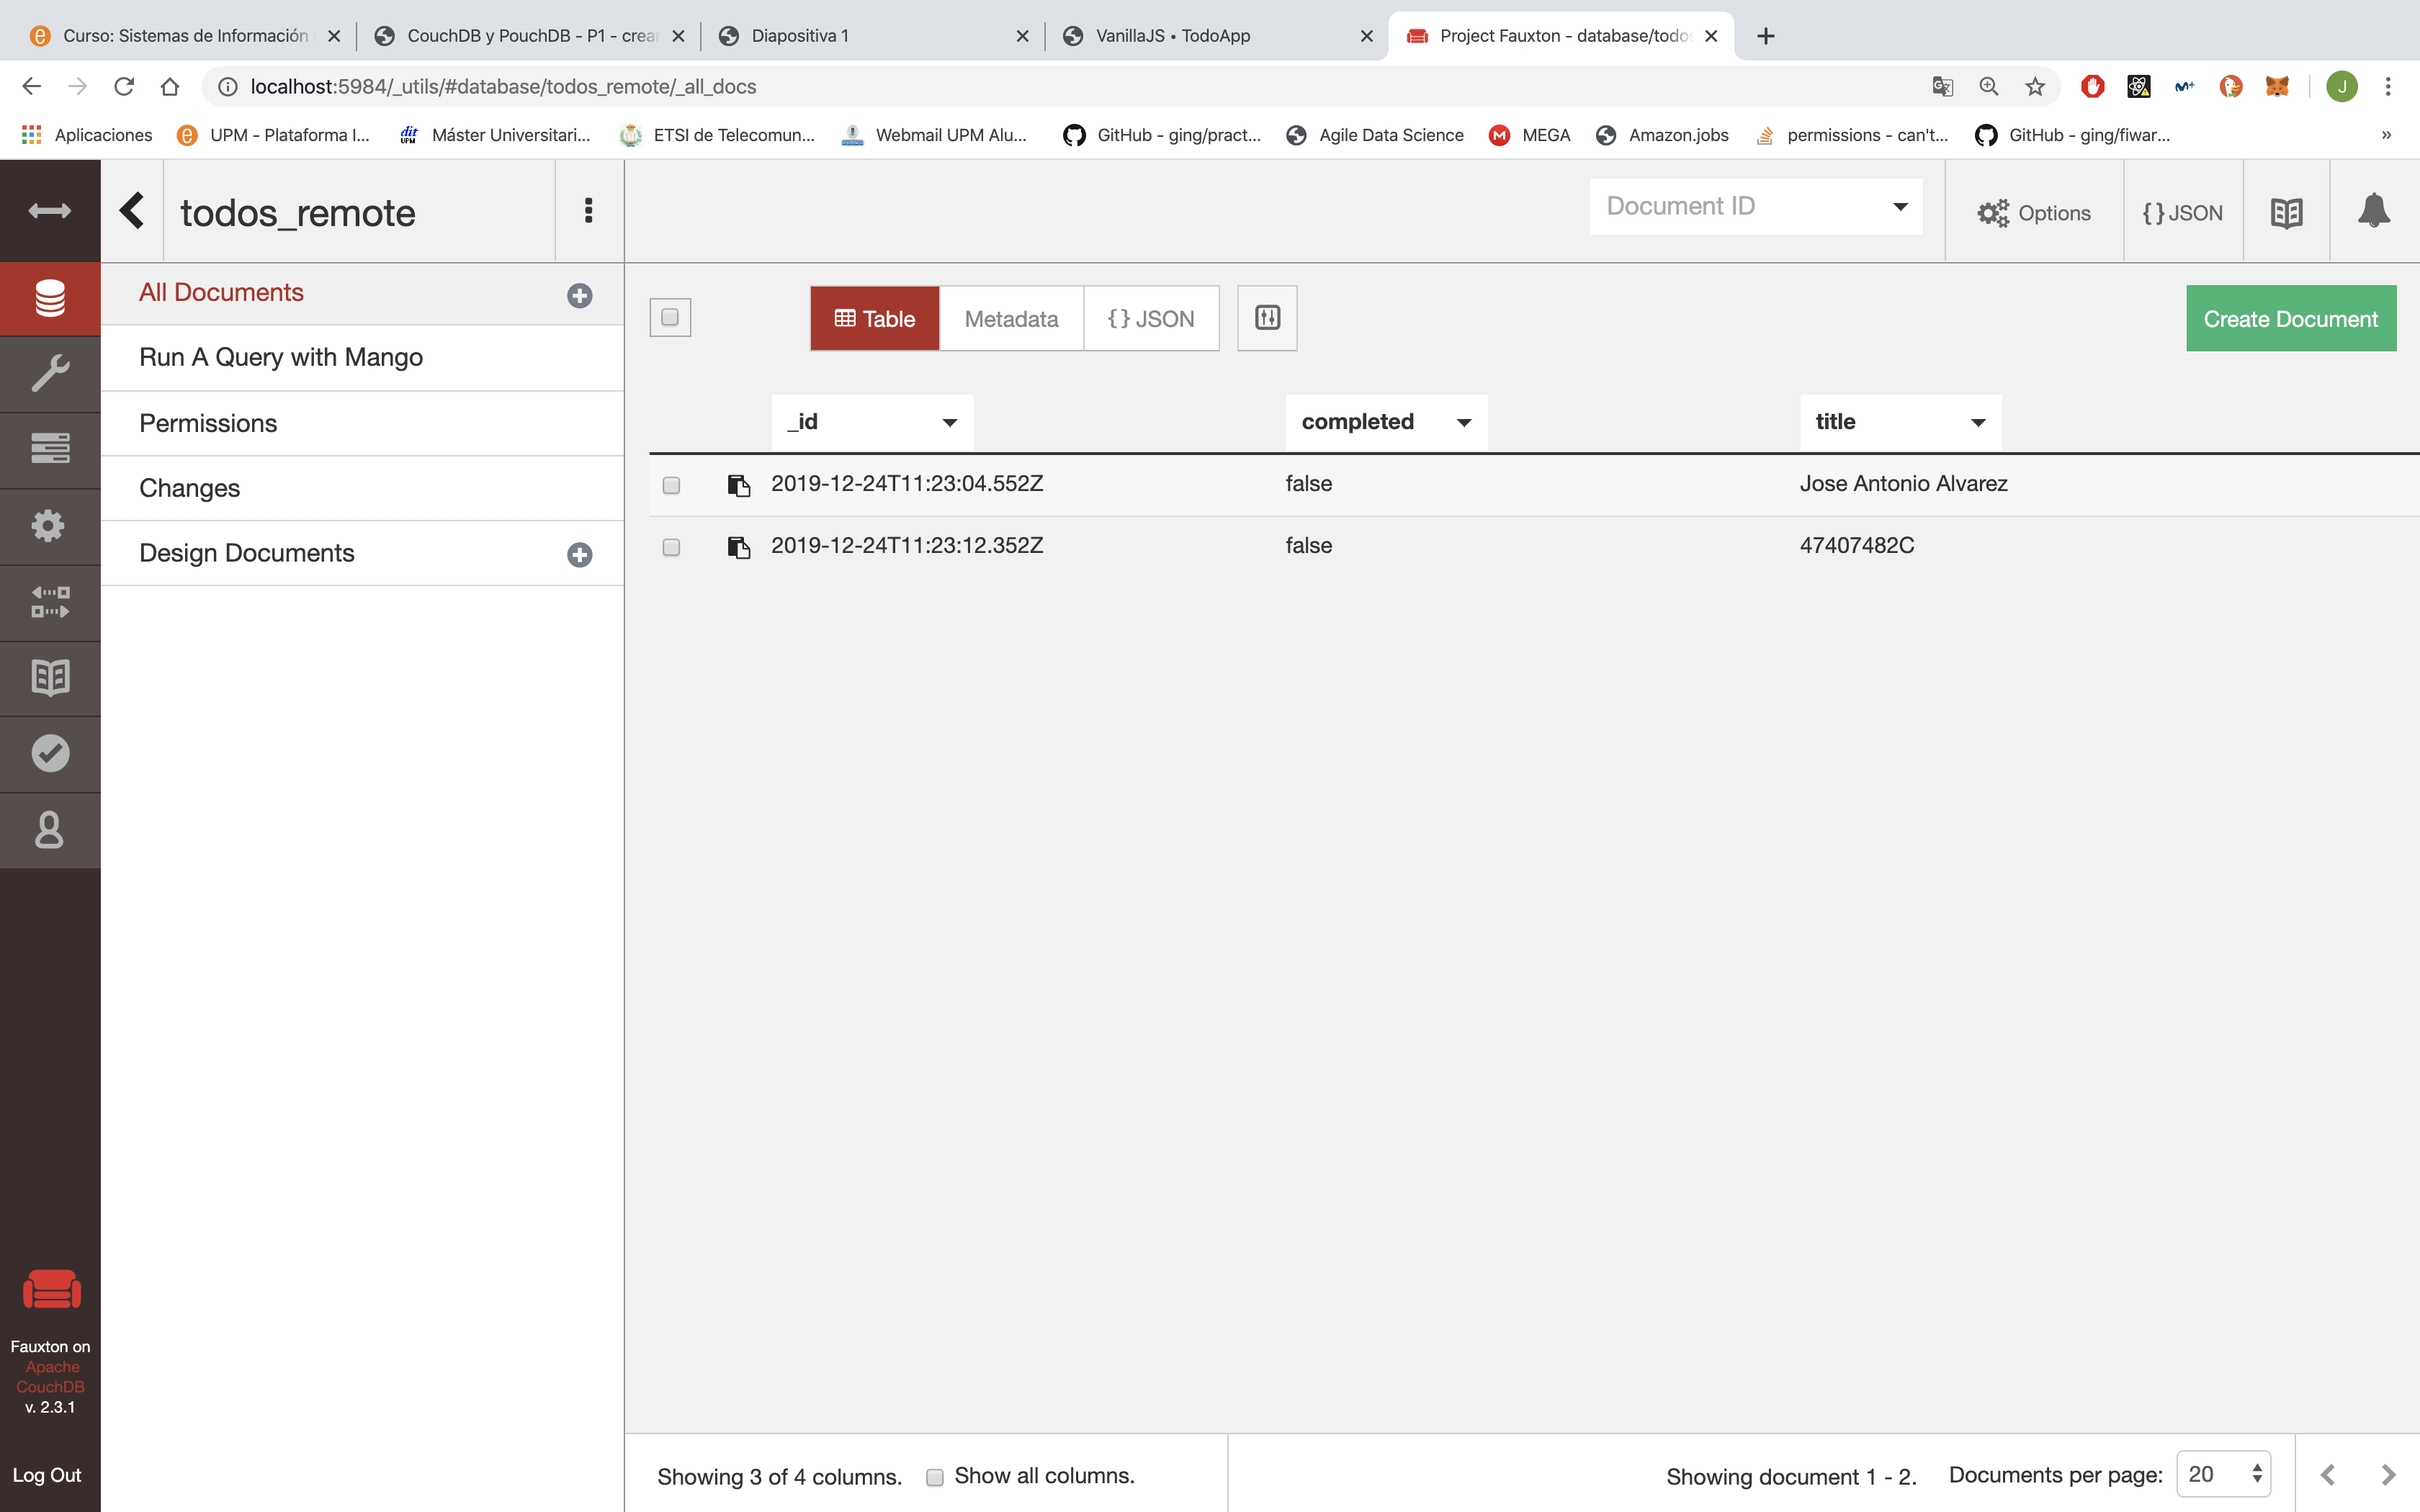 Curso: Sistemas de Información
CouchDB y PouchDB - P1 - crear
Diapositiva 1
VanillaJS • TodoApp
Project Fauxton - database/todos
localhost:5984/_utils/#database/todos_remote/_all_docs
J
Aplicaciones
UPM - Plataforma I...
dit UPM
Máster Universitari...
ETSI de Telecomun...
Webmail UPM Alu...
GitHub - ging/pract...
Agile Data Science
MEGA
Amazon.jobs
permissions - can't...
GitHub - ging/fiwar...
»
todos_remote
Document ID
Options
{ } JSON
All Documents
Run A Query with Mango
Permissions
Changes
Design Documents
Table
Metadata
{ } JSON
Create Document
_id
completed
title
2019-12-24T11:23:04.552Z false Jose Antonio Alvarez
2019-12-24T11:23:12.352Z false 47407482C
Fauxton on
Apache
CouchDB
v. 2.3.1
Log Out
Showing 3 of 4 columns.
Show all columns.
Showing document 1 - 2.
Documents per page:
20